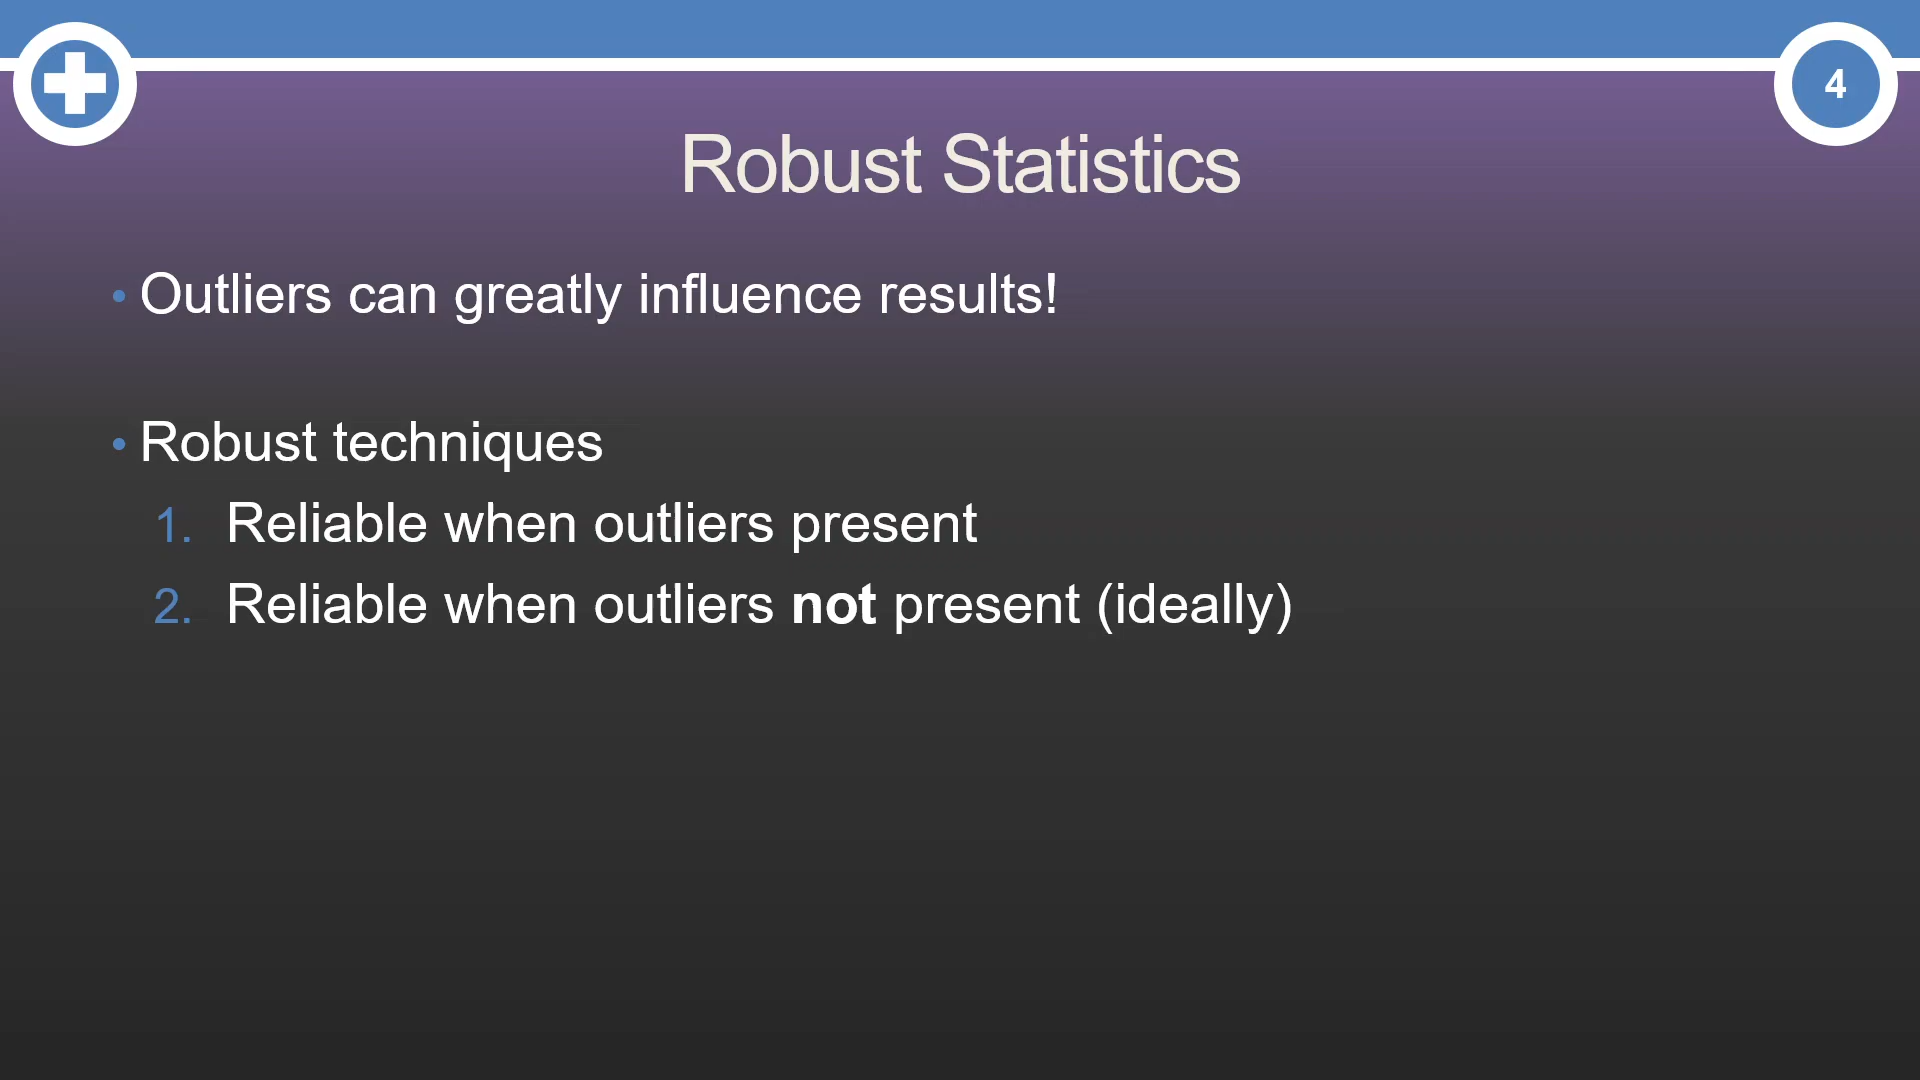 4
Robust Statistics
• Outliers can greatly influence results!
• Robust techniques
1. Reliable when outliers present
2. Reliable when outliers not present (ideally)